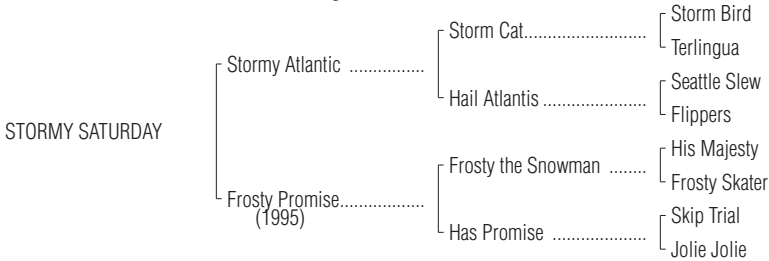 Storm Bird
Storm Cat..........................
Terlingua
Stormy Atlantic ................
Seattle Slew
Hail Atlantis ......................
Flippers
STORMY SATURDAY
His Majesty
Frosty the Snowman ........
Frosty Skater
Frosty Promise..................
(1995)
Skip Trial
Has Promise ....................
Jolie Jolie